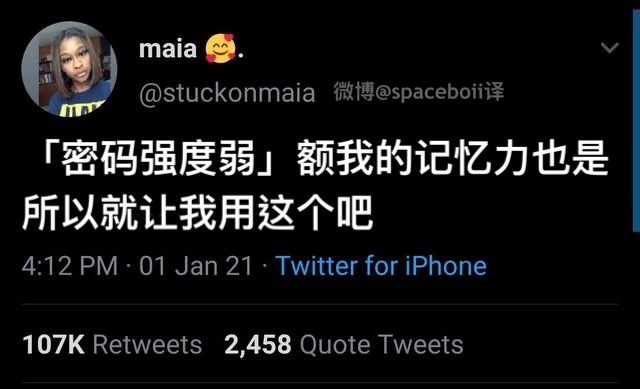 maia 🥰.
@stuckonmaia 微博@spaceboii译
「密码强度弱」额我的记忆力也是
所以就让我用这个吧
4:12 PM · 01 Jan 21 · Twitter for iPhone
107K Retweets 2,458 Quote Tweets